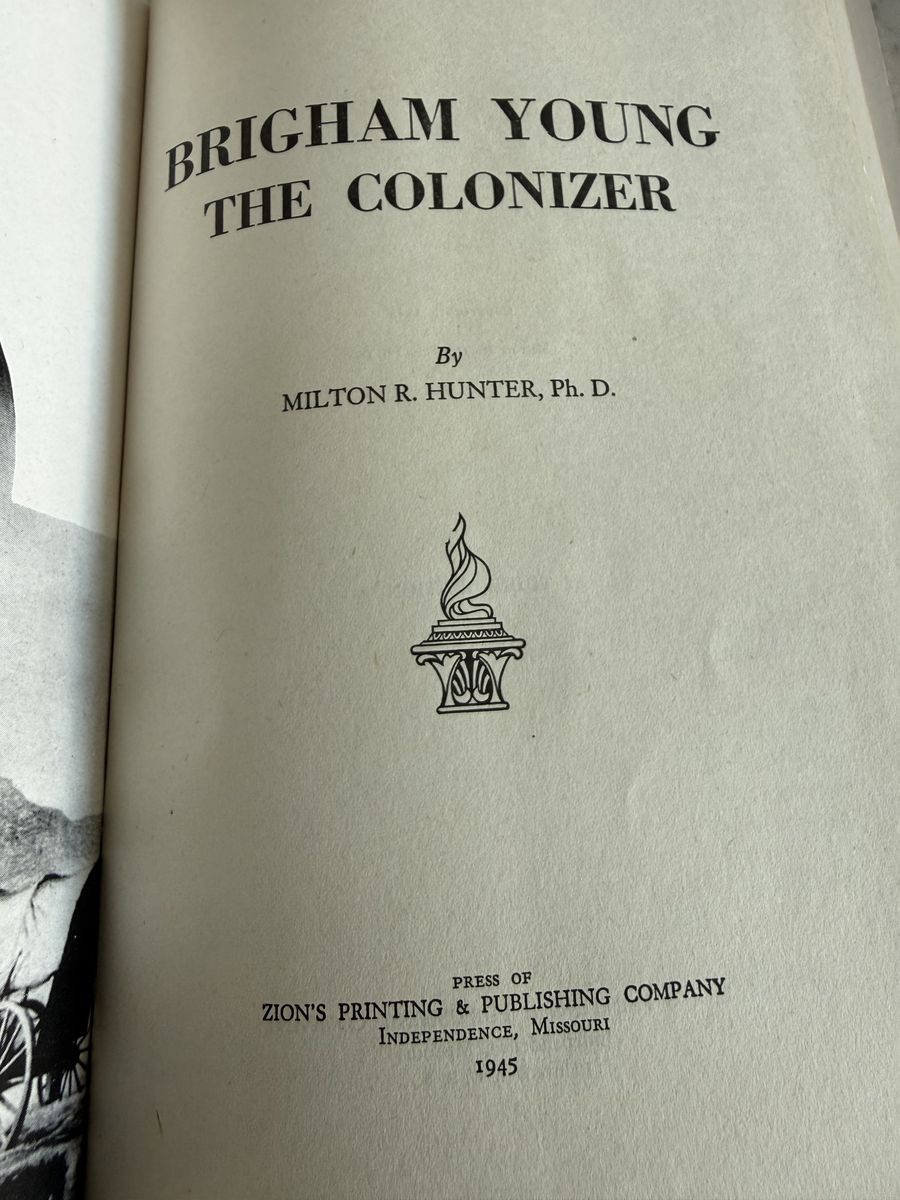 BRIGHAM YOUNG
THE COLONIZER
By
MILTON R. HUNTER, Ph. D.
PRESS OF
ZION'S PRINTING & PUBLISHING COMPANY
INDEPENDENCE, MISSOURI
1945